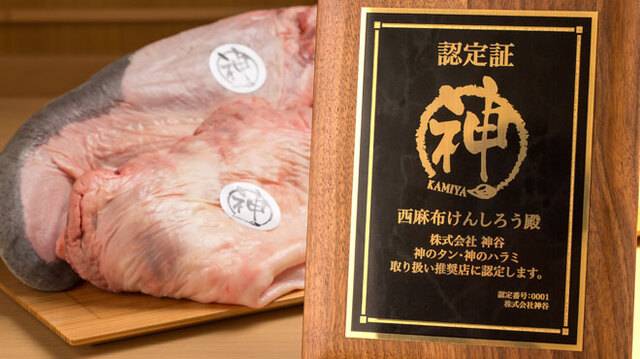 神
神
認定証
神
KAMIYA
西麻布けんしろう殿
株式会社 神谷
神のタン・神のハラミ
取り扱い推奨店に認定します。
認定番号:0001
株式会社神谷